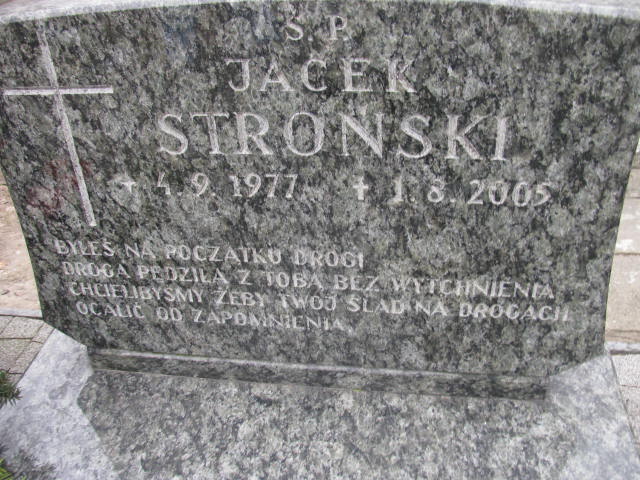 Ś. P.
JACEK
STROŃSKI
* 4. 9. 1977 † 1. 8. 2005
BYŁEŚ NA POCZĄTKU DROGI
DROGA PĘDZIŁA Z TOBĄ BEZ WYTCHNIENIA
CHCIELIBYŚMY ŻEBY TWÓJ ŚLAD NA DROGACH
OCALIĆ OD ZAPOMNIENIA.